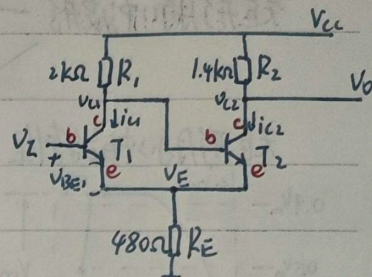 Vcc
2kΩ R₁ 1.4kΩ R₂
Vc1 c ↓ic1 Vc2 c ↓ic2 Vo
VI b T₁ b T₂
+ VBE₁ - e VE e
480Ω RE